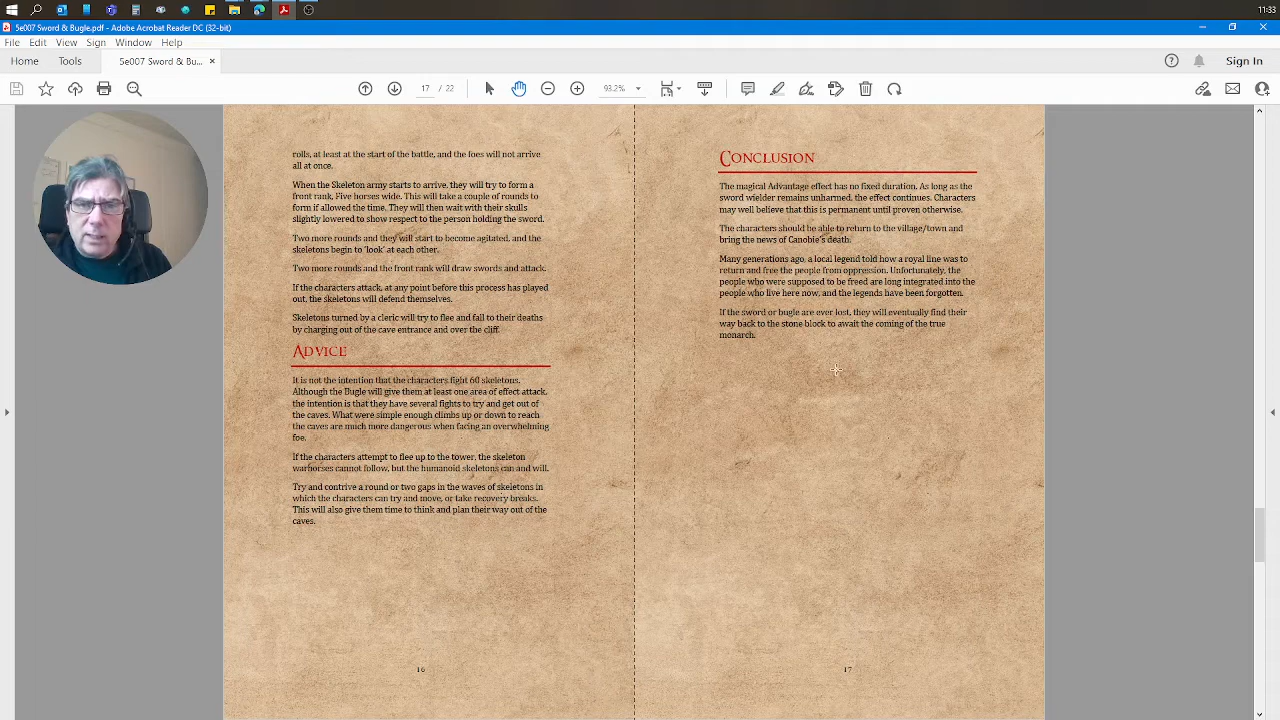 11:33
5e007 Sword & Bugle.pdf - Adobe Acrobat Reader DC (32-bit)
File Edit View Sign Window Help
Home Tools 5e007 Sword & Bu... × Sign In
17 / 22 93.2%
rolls, at least at the start of the battle, and the foes will not arrive
all at once.
When the Skeleton army starts to arrive, they will try to form a
front rank, Five horses wide. This will take a couple of rounds to
form if allowed the time. They will then wait with their skulls
slightly lowered to show respect to the person holding the sword.
Two more rounds and they will start to become agitated, and the
skeletons begin to 'look' at each other.
Two more rounds and the front rank will draw swords and attack.
If the characters attack, at any point before this process has played
out, the skeletons will defend themselves.
Skeletons turned by a cleric will try to flee and fall to their deaths
by charging out of the cave entrance and over the cliff.
Advice
It is not the intention that the characters fight 60 skeletons.
Although the Bugle will give them at least one area of effect attack,
the intention is that they have several fights to try and get out of
the caves. What were simple enough climbs up or down to reach
the caves are much more dangerous when facing an overwhelming
foe.
If the characters attempt to flee up to the tower, the skeleton
warhorses cannot follow, but the humanoid skeletons can and will.
Try and contrive a round or two gaps in the waves of skeletons in
which the characters can try and move, or take recovery breaks.
This will also give them time to think and plan their way out of the
caves.
16
Conclusion
The magical Advantage effect has no fixed duration. As long as the
sword wielder remains unharmed, the effect continues. Characters
may well believe that this is permanent until proven otherwise.
The characters should be able to return to the village/town and
bring the news of Canobie's death.
Many generations ago, a local legend told how a royal line was to
return and free the people from oppression. Unfortunately, the
people who were supposed to be freed are long integrated into the
people who live here now, and the legends have been forgotten.
If the sword or bugle are ever lost, they will eventually find their
way back to the stone block to await the coming of the true
monarch.
17